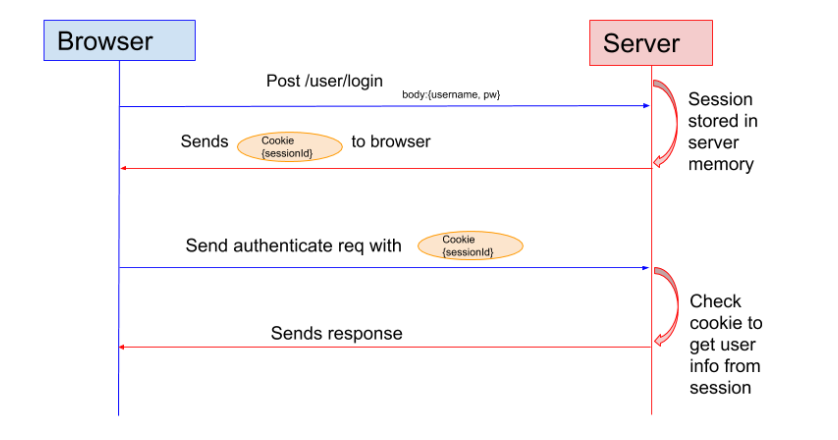 Browser
Server
Post /user/login
body:{username, pw}
Session
stored in
server
memory
Sends
Cookie
{sessionId}
to browser
Send authenticate req with
Cookie
{sessionId}
Check
cookie to
get user
info from
session
Sends response